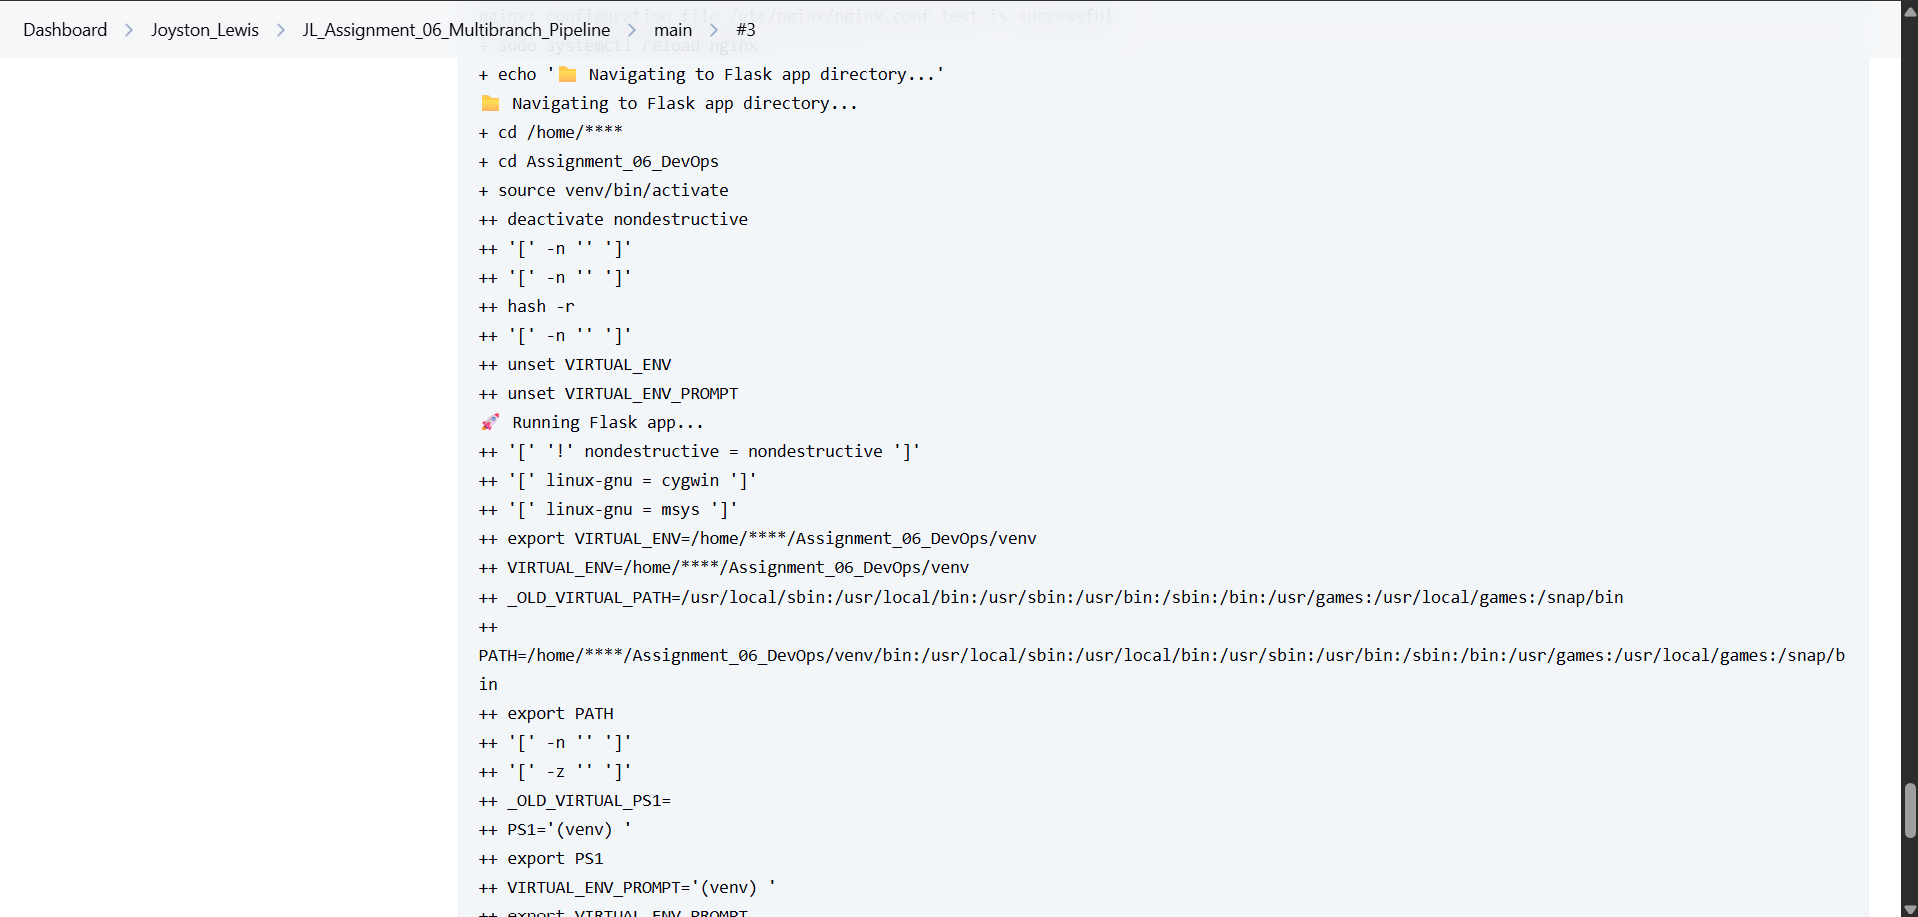 nginx: configuration file /etc/nginx/nginx.conf test is successful
Dashboard > Joyston_Lewis > JL_Assignment_06_Multibranch_Pipeline > main > #3
+ sudo systemctl reload nginx
+ echo '📁 Navigating to Flask app directory...'
📁 Navigating to Flask app directory...
+ cd /home/****
+ cd Assignment_06_DevOps
+ source venv/bin/activate
++ deactivate nondestructive
++ '[' -n '' ']'
++ '[' -n '' ']'
++ hash -r
++ '[' -n '' ']'
++ unset VIRTUAL_ENV
++ unset VIRTUAL_ENV_PROMPT
🚀 Running Flask app...
++ '[' '!' nondestructive = nondestructive ']'
++ '[' linux-gnu = cygwin ']'
++ '[' linux-gnu = msys ']'
++ export VIRTUAL_ENV=/home/****/Assignment_06_DevOps/venv
++ VIRTUAL_ENV=/home/****/Assignment_06_DevOps/venv
++ _OLD_VIRTUAL_PATH=/usr/local/sbin:/usr/local/bin:/usr/sbin:/usr/bin:/sbin:/bin:/usr/games:/usr/local/games:/snap/bin
++
PATH=/home/****/Assignment_06_DevOps/venv/bin:/usr/local/sbin:/usr/local/bin:/usr/sbin:/usr/bin:/sbin:/bin:/usr/games:/usr/local/games:/snap/b
in
++ export PATH
++ '[' -n '' ']'
++ '[' -z '' ']'
++ _OLD_VIRTUAL_PS1=
++ PS1='(venv) '
++ export PS1
++ VIRTUAL_ENV_PROMPT='(venv) '
++ export VIRTUAL_ENV_PROMPT